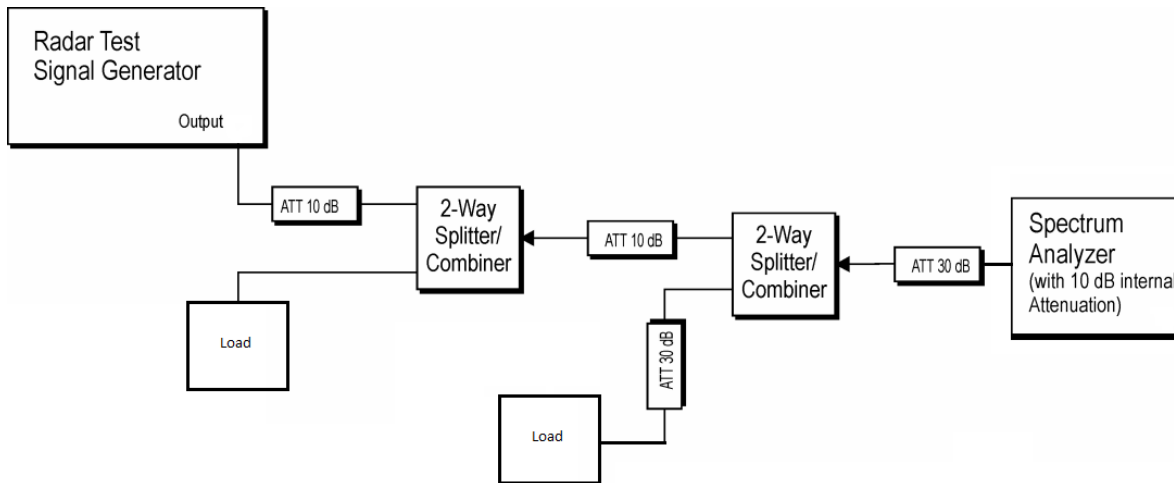 Radar Test
Signal Generator
Output
ATT 10 dB
2-Way
Splitter/
Combiner
ATT 10 dB
2-Way
Splitter/
Combiner
ATT 30 dB
Spectrum
Analyzer
(with 10 dB internal
Attenuation)
Load
ATT 30 dB
Load